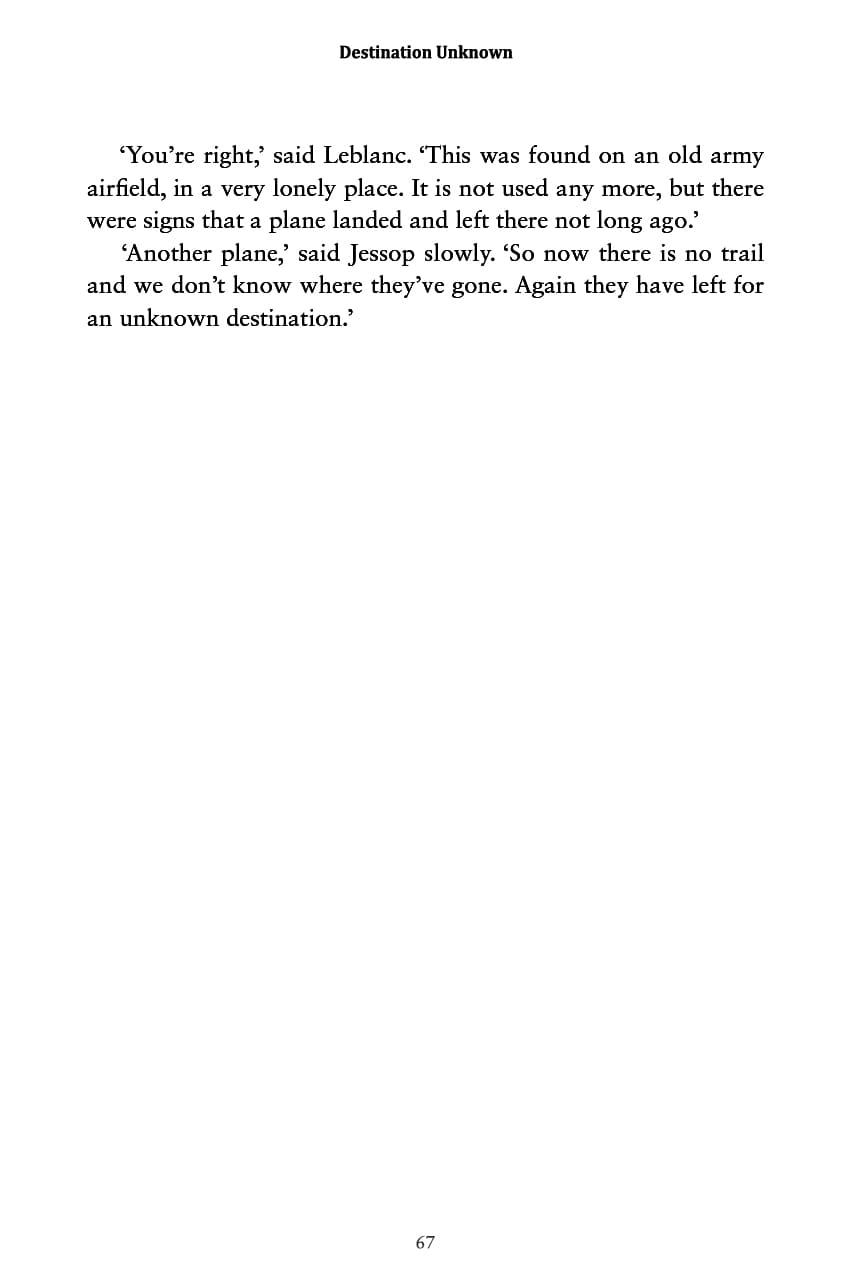 Destination Unknown
‘You’re right,’ said Leblanc. ‘This was found on an old army
airfield, in a very lonely place. It is not used any more, but there
were signs that a plane landed and left there not long ago.’
‘Another plane,’ said Jessop slowly. ‘So now there is no trail
and we don’t know where they’ve gone. Again they have left for
an unknown destination.’
67